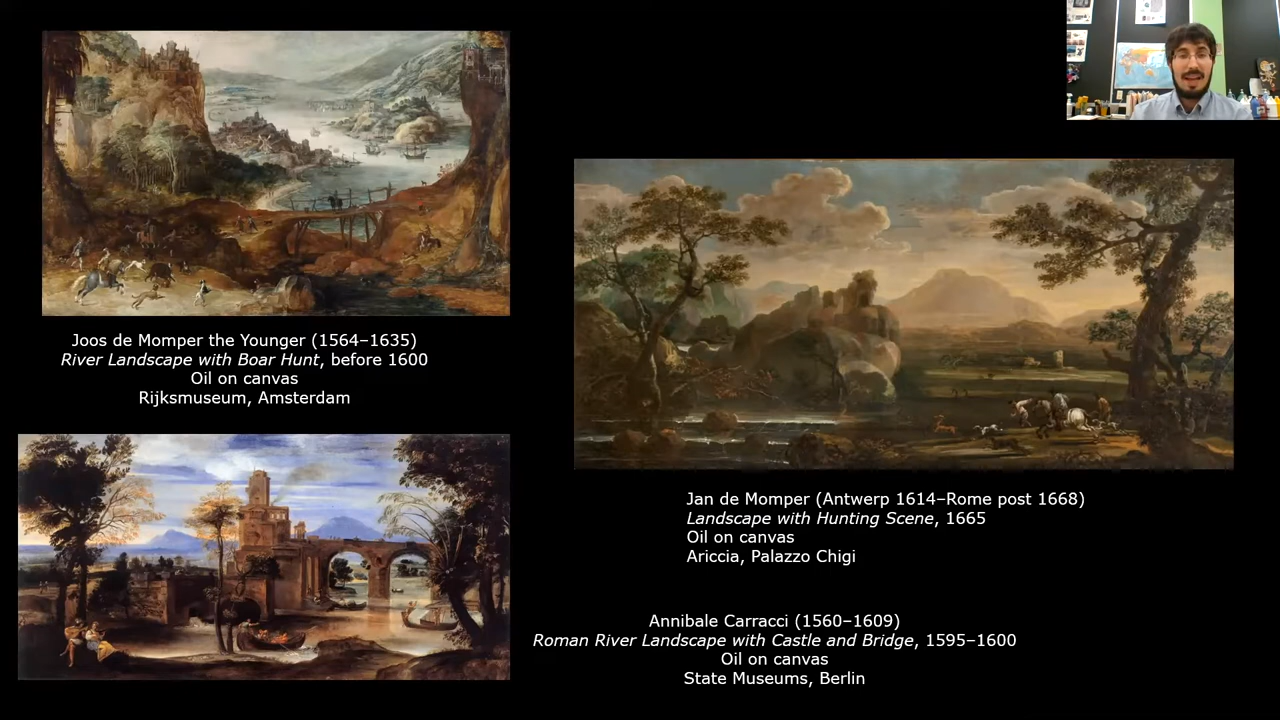 Joos de Momper the Younger (1564–1635)
River Landscape with Boar Hunt, before 1600
Oil on canvas
Rijksmuseum, Amsterdam
Jan de Momper (Antwerp 1614–Rome post 1668)
Landscape with Hunting Scene, 1665
Oil on canvas
Ariccia, Palazzo Chigi
Annibale Carracci (1560–1609)
Roman River Landscape with Castle and Bridge, 1595–1600
Oil on canvas
State Museums, Berlin